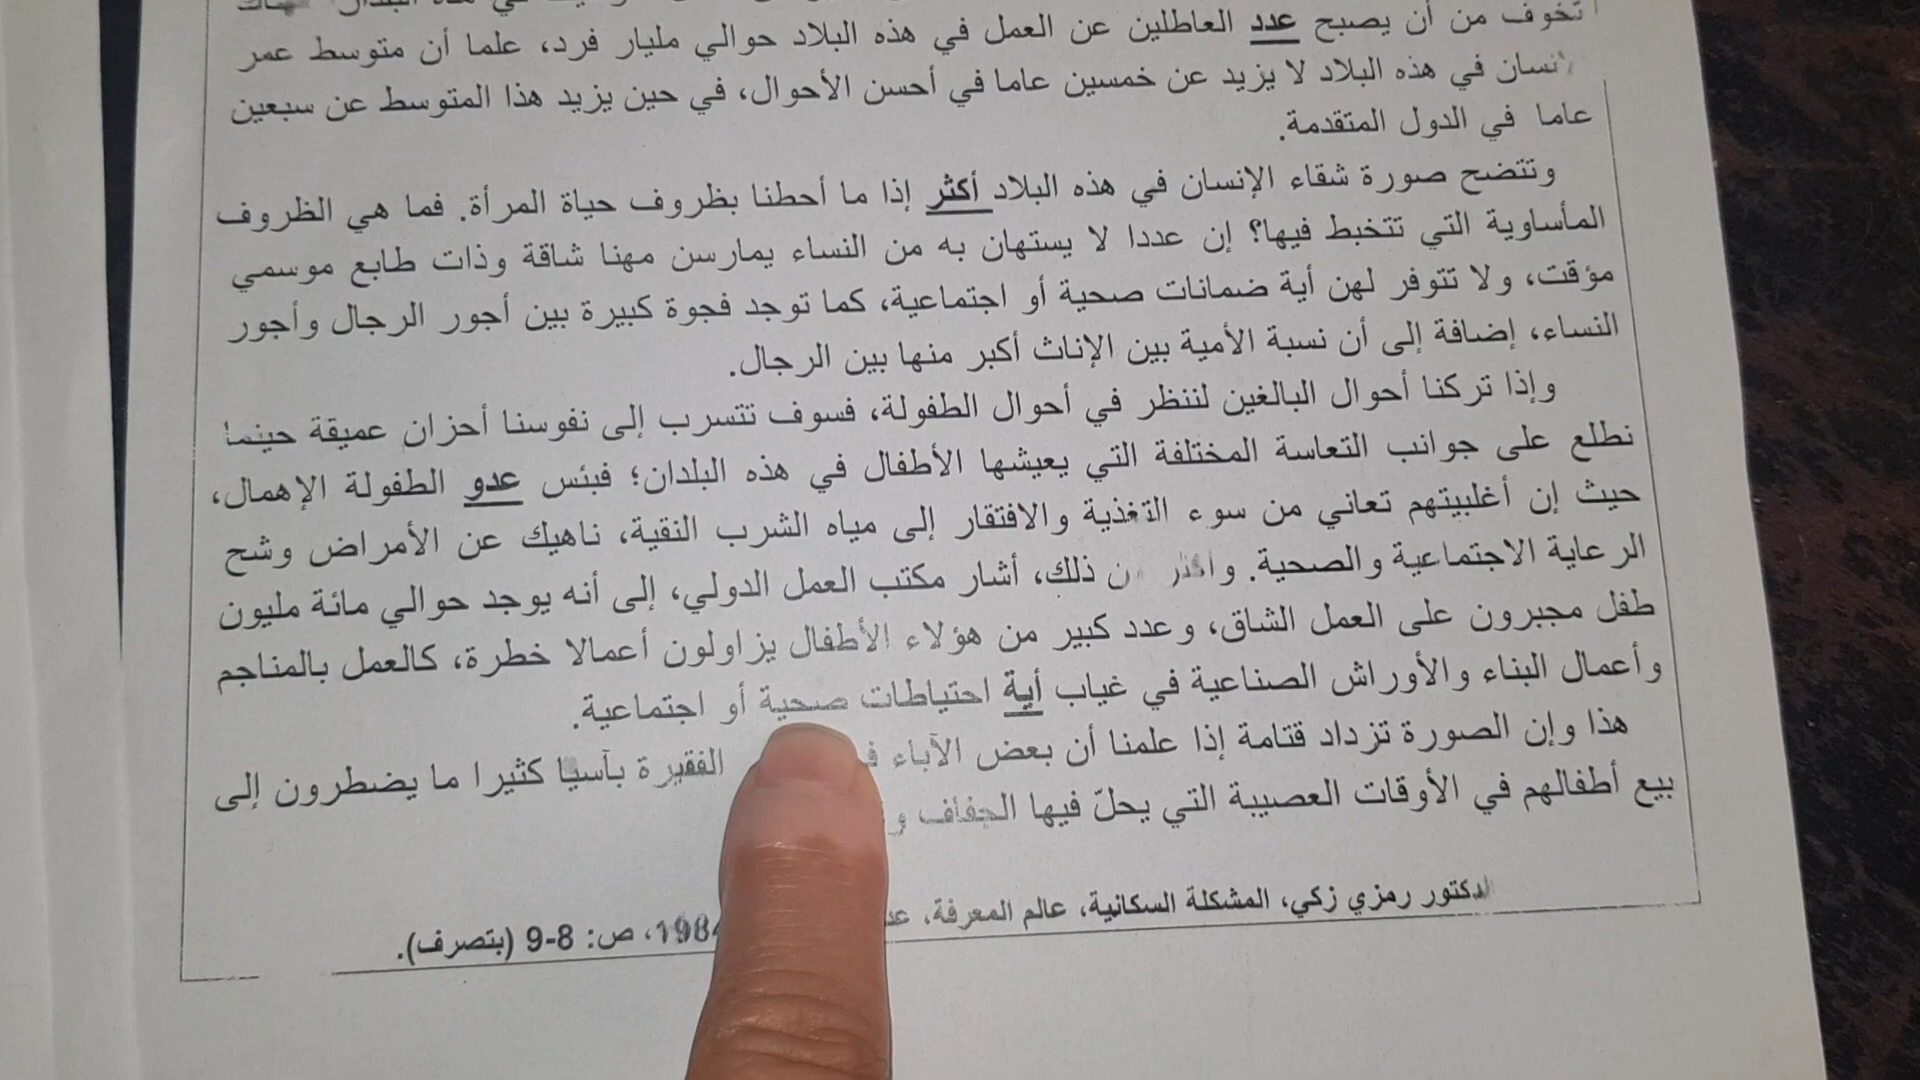 تخوف من أن يصبح عدد العاطلين عن العمل في هذه البلاد حوالي مليار فرد، علما أن متوسط عمر
الإنسان في هذه البلاد لا يزيد عن خمسين عاما في أحسن الأحوال، في حين يزيد هذا المتوسط عن سبعين
عاما في الدول المتقدمة.
وتتضح صورة شقاء الإنسان في هذه البلاد أكثر إذا ما أحطنا بظروف حياة المرأة. فما هي الظروف
المأساوية التي تتخبط فيها؟ إن عددا لا يستهان به من النساء يمارسن مهنا شاقة وذات طابع موسمي
مؤقت، ولا تتوفر لهن أية ضمانات صحية أو اجتماعية، كما توجد فجوة كبيرة بين أجور الرجال وأجور
النساء، إضافة إلى أن نسبة الأمية بين الإناث أكبر منها بين الرجال.
وإذا تركنا أحوال البالغين لننظر في أحوال الطفولة، فسوف تتسرب إلى نفوسنا أحزان عميقة حينما
نطلع على جوانب التعاسة المختلفة التي يعيشها الأطفال في هذه البلدان؛ فبئس عدو الطفولة الإهمال،
حيث إن أغلبيتهم تعاني من سوء التغذية والافتقار إلى مياه الشرب النقية، ناهيك عن الأمراض وشح
الرعاية الاجتماعية والصحية. وأكثر من ذلك، أشار مكتب العمل الدولي، إلى أنه يوجد حوالي مائة مليون
طفل مجبرون على العمل الشاق، وعدد كبير من هؤلاء الأطفال يزاولون أعمالا خطرة، كالعمل بالمناجم
وأعمال البناء والأوراش الصناعية في غياب أية احتياطات صحية أو اجتماعية.
هذا وإن الصورة تزداد قتامة إذا علمنا أن بعض الآباء الفقيرة بآسيا كثيرا ما يضطرون إلى
بيع أطفالهم في الأوقات العصيبة التي يحلّ فيها الجفاف
الدكتور رمزي زكي، المشكلة السكانية، عالم المعرفة، 1984، ص: 8-9 (بتصرف).